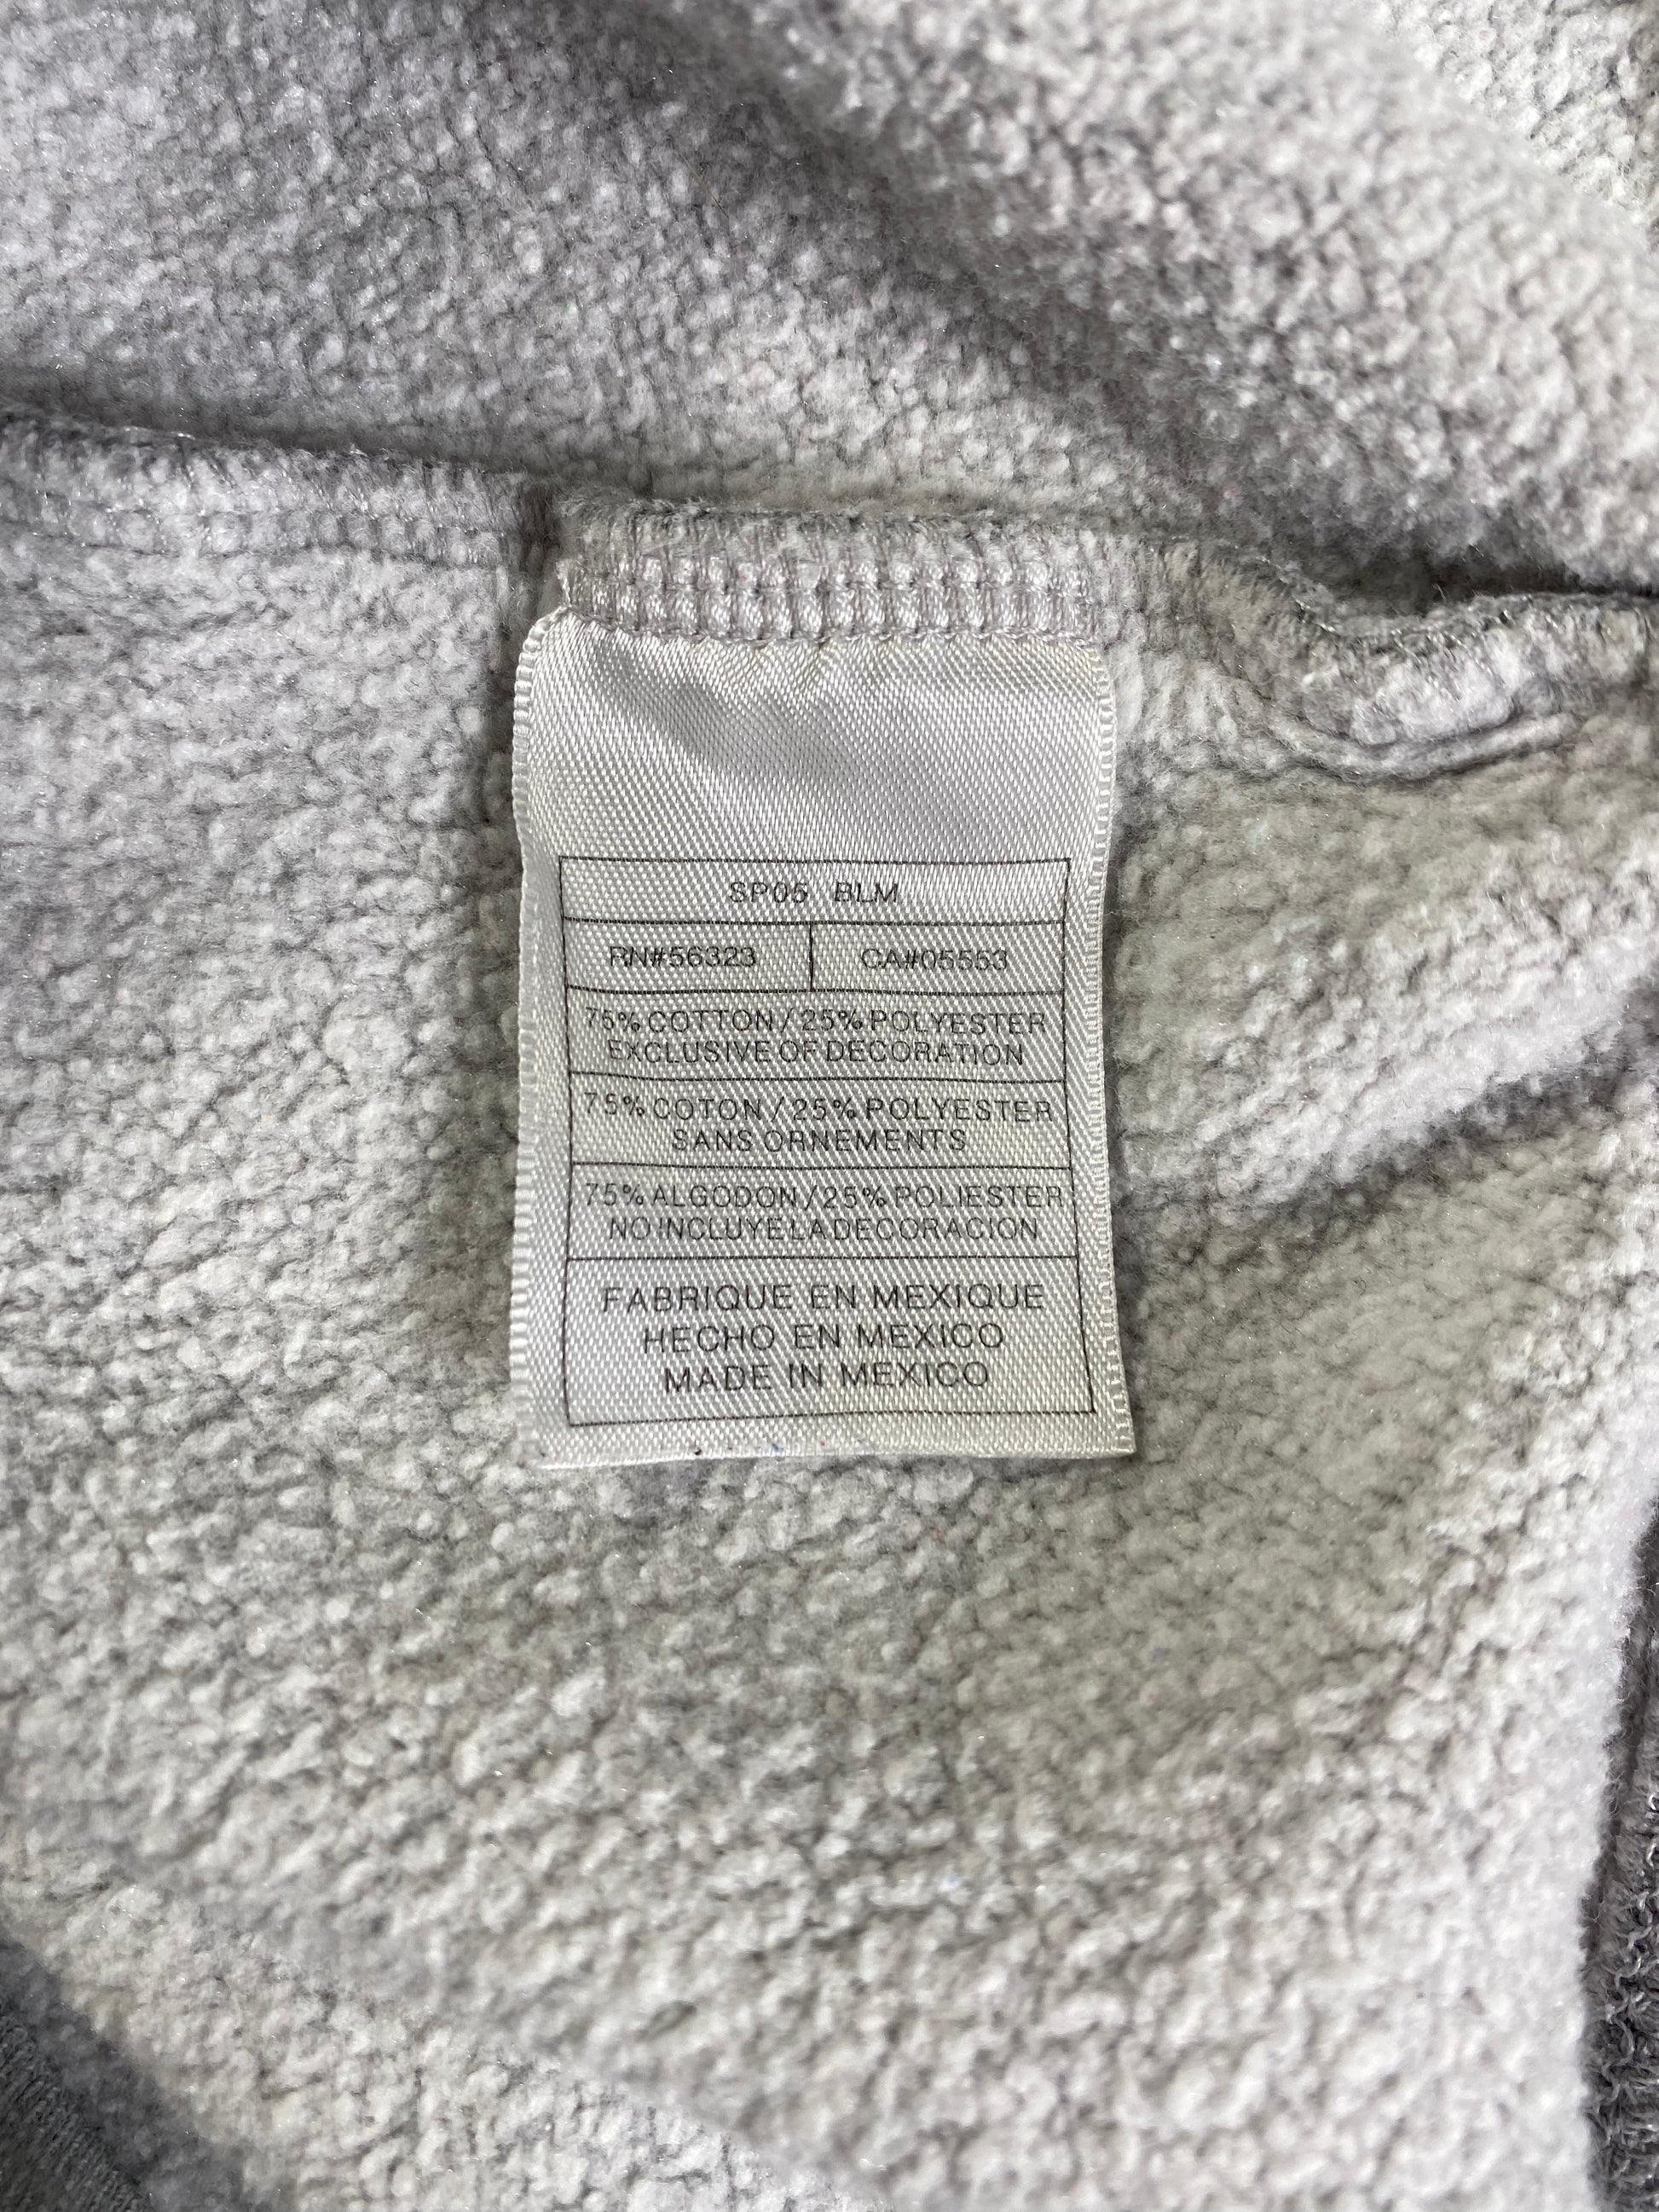 SP05 BLM
RN#56323 CA#05553
75% COTTON / 25% POLYESTER
EXCLUSIVE OF DECORATION
75% COTON / 25% POLYESTER
SANS ORNEMENTS
75% ALGODON / 25% POLIESTER
NO INCLUYE LA DECORACION
FABRIQUE EN MEXIQUE
HECHO EN MEXICO
MADE IN MEXICO